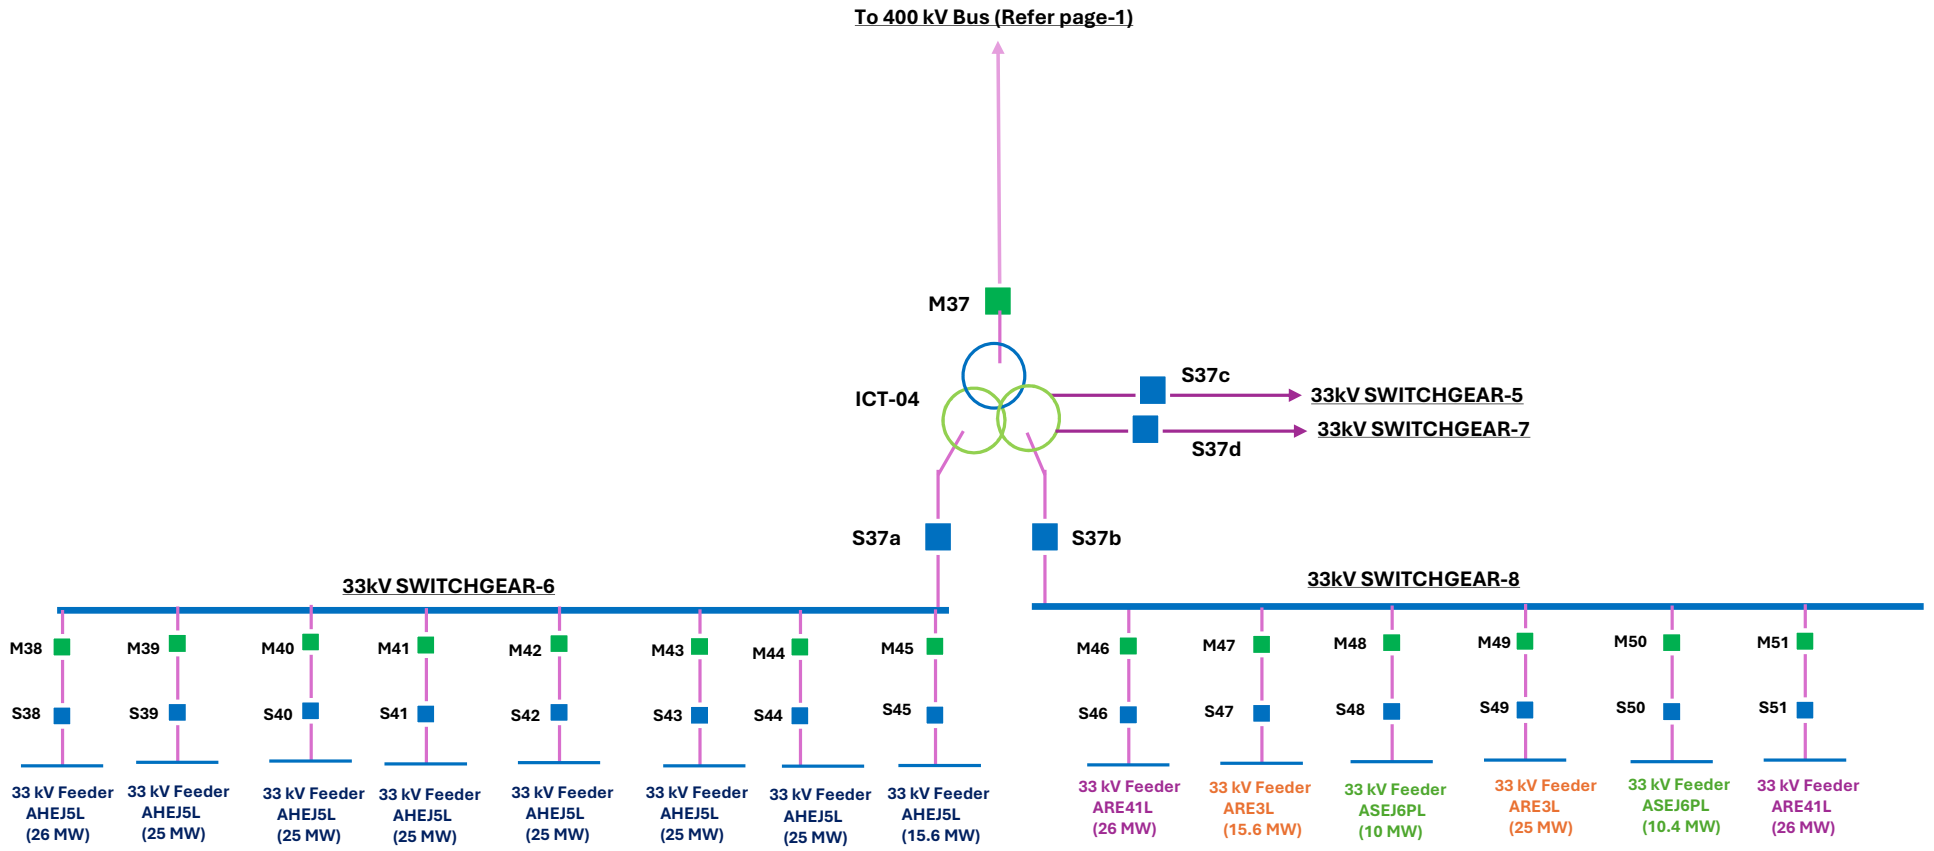 To 400 kV Bus (Refer page-1)
M37
ICT-04
S37c
33kV SWITCHGEAR-5
33kV SWITCHGEAR-7
S37d
S37a
S37b
33kV SWITCHGEAR-6
33kV SWITCHGEAR-8
M38
M39
M40
M41
M42
M43
M44
M45
M46
M47
M48
M49
M50
M51
S38
S39
S40
S41
S42
S43
S44
S45
S46
S47
S48
S49
S50
S51
33 kV Feeder
AHEJ5L
(26 MW)
33 kV Feeder
AHEJ5L
(25 MW)
33 kV Feeder
AHEJ5L
(25 MW)
33 kV Feeder
AHEJ5L
(25 MW)
33 kV Feeder
AHEJ5L
(25 MW)
33 kV Feeder
AHEJ5L
(25 MW)
33 kV Feeder
AHEJ5L
(25 MW)
33 kV Feeder
AHEJ5L
(15.6 MW)
33 kV Feeder
ARE41L
(26 MW)
33 kV Feeder
ARE3L
(15.6 MW)
33 kV Feeder
ASEJ6PL
(10 MW)
33 kV Feeder
ARE3L
(25 MW)
33 kV Feeder
ASEJ6PL
(10.4 MW)
33 kV Feeder
ARE41L
(26 MW)